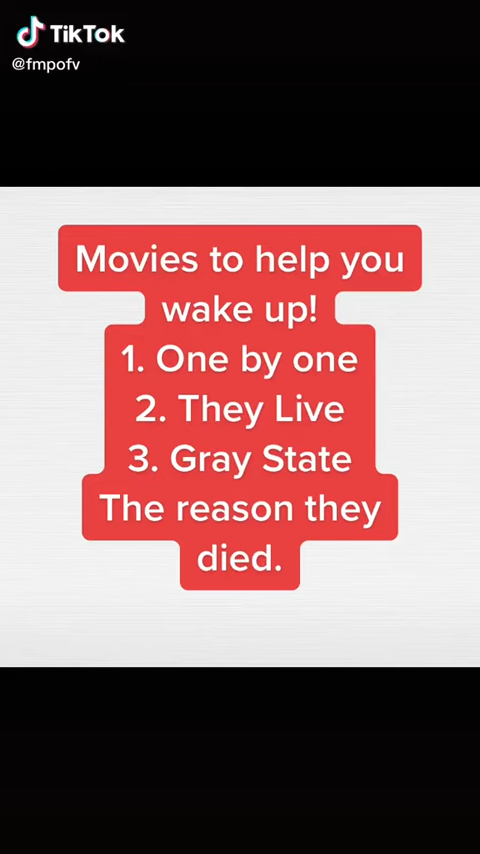 TikTok
@fmpofv
Movies to help you
wake up!
1. One by one
2. They Live
3. Gray State
The reason they
died.